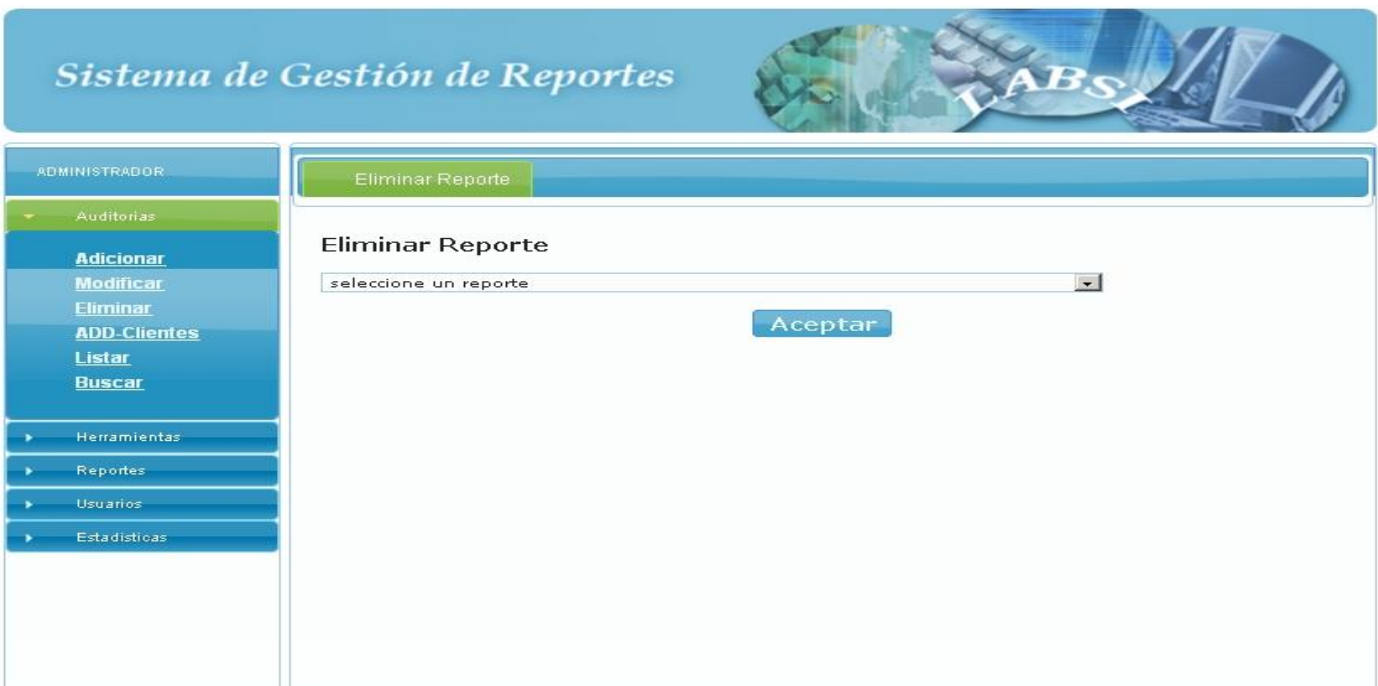 Sistema de Gestión de Reportes
LABSI
ADMINISTRADOR
Auditorias
Adicionar
Modificar
Eliminar
ADD-Clientes
Listar
Buscar
Herramientas
Reportes
Usuarios
Estadisticas
Eliminar Reporte
Eliminar Reporte
seleccione un reporte
Aceptar